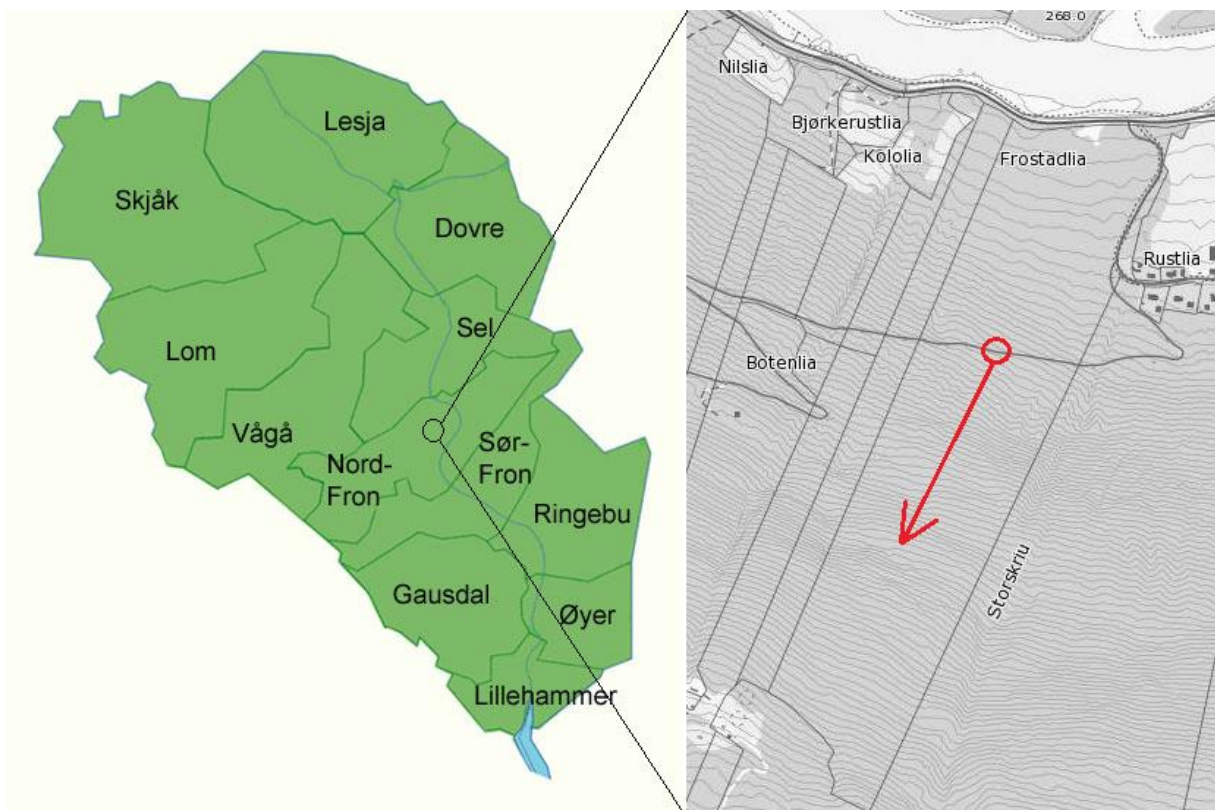 Lesja
Skjåk
Dovre
Sel
Lom
Vågå
Nord-
Fron
Sør-
Fron
Ringebu
Gausdal
Øyer
Lillehammer
268.0
Nilslia
Bjørkerustlia
Kololia
Frostadlia
Rustlia
Botenlia
Storskriu